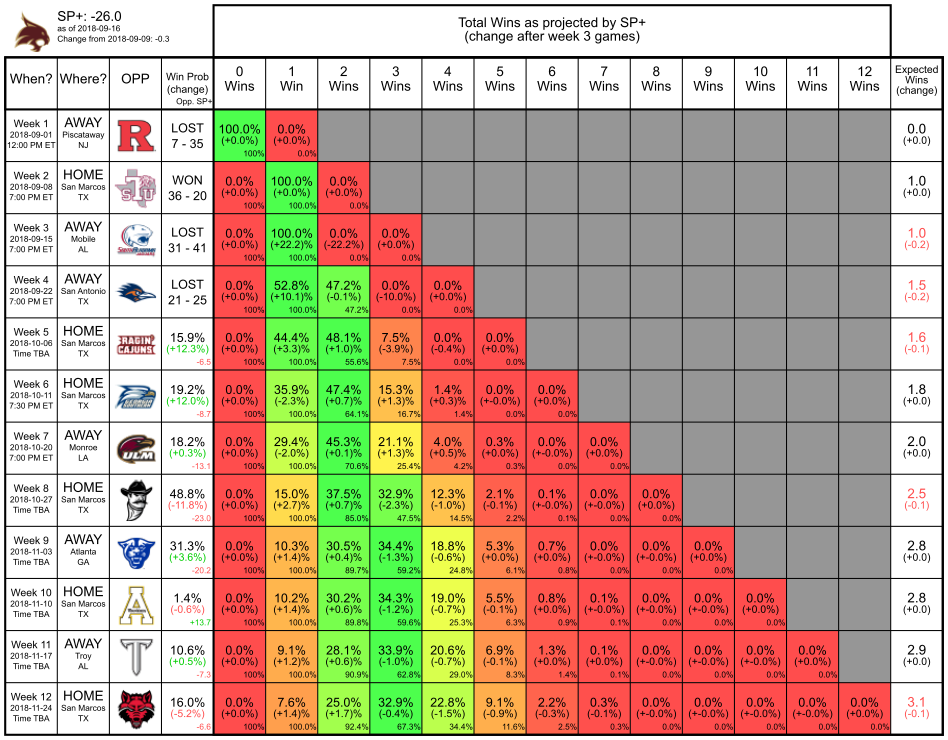 SP+: -26.0
as of 2018-09-16
Change from 2018-09-09: -0.3
Total Wins as projected by SP+
(change after week 3 games)
When? Where? OPP Win Prob (change) Opp. SP+
0 Wins 1 Win 2 Wins 3 Wins 4 Wins 5 Wins 6 Wins 7 Wins 8 Wins 9 Wins 10 Wins 11 Wins 12 Wins Expected Wins (change)
Week 1 AWAY LOST 100.0% 0.0% 0.0
2018-09-01 Piscataway R (+0.0%) (+0.0%) (+0.0)
12:00 PM ET NJ 7 - 35 100% 0.0%
Week 2 HOME WON 0.0% 100.0% 0.0% 1.0
2018-09-08 San Marcos TSU (+0.0%) (+0.0%) (+0.0%) (+0.0)
7:00 PM ET TX 36 - 20 100% 100.0% 0.0%
Week 3 AWAY LOST 0.0% 100.0% 0.0% 0.0% 1.0
2018-09-15 Mobile (+0.0%) (+22.2)% (-22.2%) (+0.0%) (-0.2)
7:00 PM ET AL 31 - 41 100% 100.0% 0.0% 0.0%
Week 4 AWAY LOST 0.0% 52.8% 47.2% 0.0% 0.0% 1.5
2018-09-22 San Antonio (+0.0%) (+10.1)% (-0.1%) (-10.0%) (+0.0%) (-0.2)
7:00 PM ET TX 21 - 25 100% 100.0% 47.2% 0.0% 0.0%
Week 5 HOME 15.9% 0.0% 44.4% 48.1% 7.5% 0.0% 0.0% 1.6
2018-10-06 San Marcos RAGIN' CAJUNS (+12.3%) (+0.0%) (+3.3)% (+1.0)% (-3.9%) (-0.4%) (+0.0%) (-0.1)
Time TBA TX -6.5 100% 100.0% 55.6% 7.5% 0.0% 0.0%
Week 6 HOME 19.2% 0.0% 35.9% 47.4% 15.3% 1.4% 0.0% 0.0% 1.8
2018-10-11 San Marcos (+12.0%) (+0.0%) (-2.3%) (+0.7)% (+1.3)% (+0.3)% (+-0.0%) (+0.0%) (+0.0)
7:30 PM ET TX -8.7 100% 100.0% 64.1% 16.7% 1.4% 0.0% 0.0%
Week 7 AWAY 18.2% 0.0% 29.4% 45.3% 21.1% 4.0% 0.3% 0.0% 0.0% 2.0
2018-10-20 Monroe ULM (+0.3%) (+0.0%) (-2.0%) (+0.1)% (+1.3)% (+0.5)% (+0.0%) (+-0.0%) (+0.0%) (+0.0)
7:00 PM ET LA -13.1 100% 100.0% 70.6% 25.4% 4.2% 0.3% 0.0% 0.0%
Week 8 HOME 48.8% 0.0% 15.0% 37.5% 32.9% 12.3% 2.1% 0.1% 0.0% 0.0% 2.5
2018-10-27 San Marcos (-11.8%) (+0.0%) (+2.7)% (+0.7)% (-2.3%) (-1.0%) (-0.1%) (+-0.0%) (+-0.0%) (+0.0%) (-0.1)
Time TBA TX -23.0 100% 100.0% 85.0% 47.5% 14.5% 2.2% 0.1% 0.0% 0.0%
Week 9 AWAY 31.3% 0.0% 10.3% 30.5% 34.4% 18.8% 5.3% 0.7% 0.0% 0.0% 0.0% 2.8
2018-11-03 Atlanta (+3.6%) (+0.0%) (+1.4)% (+0.4)% (-1.3%) (-0.6%) (+0.0%) (+0.0%) (+-0.0%) (+-0.0%) (+0.0%) (+0.0)
Time TBA GA -20.2 100% 100.0% 89.7% 59.2% 24.8% 6.1% 0.8% 0.0% 0.0% 0.0%
Week 10 HOME 1.4% 0.0% 10.2% 30.2% 34.3% 19.0% 5.5% 0.8% 0.1% 0.0% 0.0% 0.0% 2.8
2018-11-10 San Marcos A (-0.6%) (+0.0%) (+1.4)% (+0.6)% (-1.2%) (-0.7%) (-0.1%) (+0.0%) (+-0.0%) (+-0.0%) (+-0.0%) (+0.0%) (+0.0)
Time TBA TX +13.7 100% 100.0% 89.8% 59.6% 25.3% 6.3% 0.9% 0.1% 0.0% 0.0% 0.0%
Week 11 AWAY 10.6% 0.0% 9.1% 28.1% 33.9% 20.6% 6.9% 1.3% 0.1% 0.0% 0.0% 0.0% 0.0% 2.9
2018-11-17 Troy T (+0.5%) (+0.0%) (+1.2)% (+0.6)% (-1.0%) (-0.7%) (-0.1%) (+0.0%) (+0.0%) (+-0.0%) (+-0.0%) (+-0.0%) (+0.0%) (+0.0)
Time TBA AL -7.3 100% 100.0% 90.9% 62.8% 29.0% 8.3% 1.4% 0.1% 0.0% 0.0% 0.0% 0.0%
Week 12 HOME 16.0% 0.0% 7.6% 25.0% 32.9% 22.8% 9.1% 2.2% 0.3% 0.0% 0.0% 0.0% 0.0% 0.0% 3.1
2018-11-24 San Marcos (-5.2%) (+0.0%) (+1.4)% (+1.7)% (-0.4%) (-1.5%) (-0.9%) (-0.3%) (-0.1%) (+-0.0%) (+-0.0%) (+-0.0%) (+-0.0%) (+0.0%) (-0.1)
Time TBA TX -6.6 100% 100.0% 92.4% 67.3% 34.4% 11.6% 2.5% 0.3% 0.0% 0.0% 0.0% 0.0% 0.0%